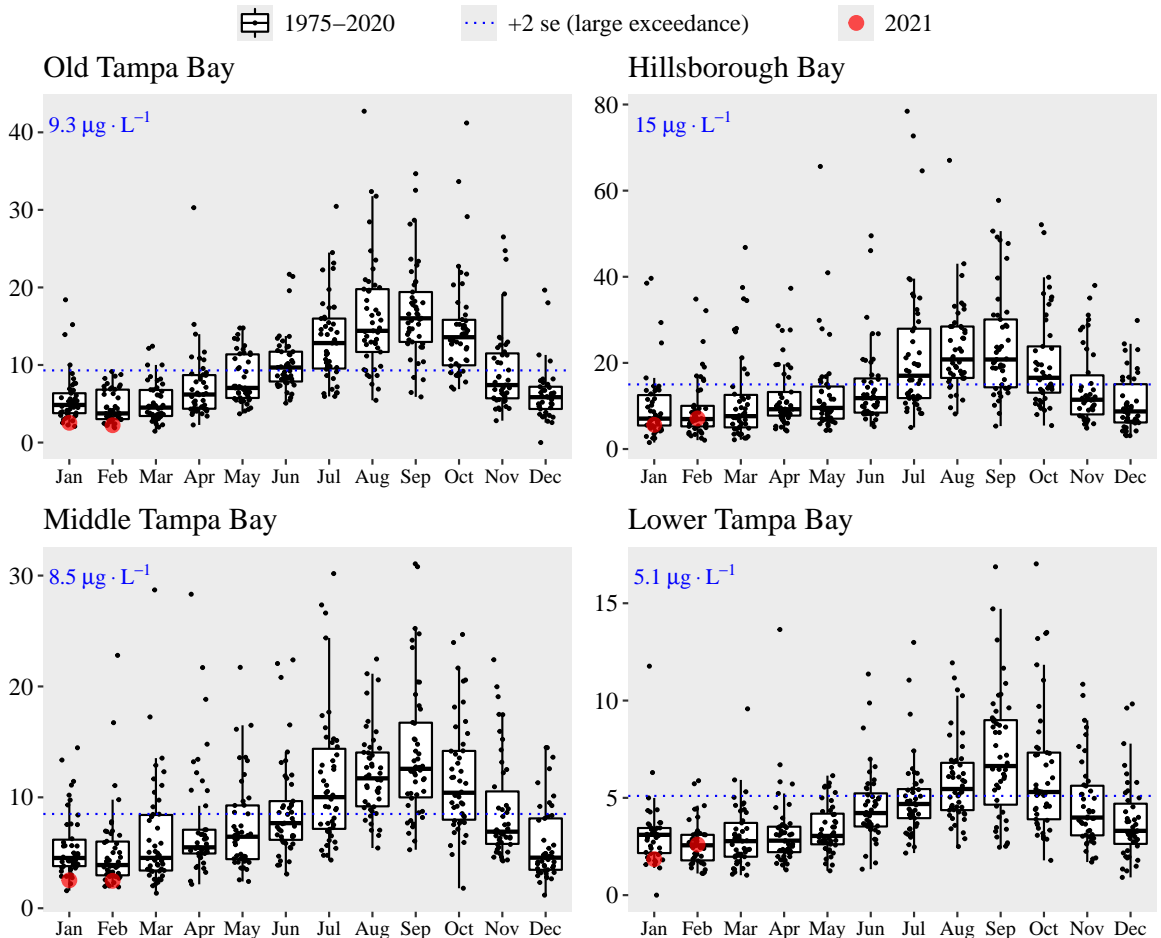 1975–2020 +2 se (large exceedance) 2021
Old Tampa Bay
9.3 μg · L⁻¹
40
30
20
10
0
Jan Feb Mar Apr May Jun Jul Aug Sep Oct Nov Dec
Hillsborough Bay
15 μg · L⁻¹
80
60
40
20
0
Jan Feb Mar Apr May Jun Jul Aug Sep Oct Nov Dec
Middle Tampa Bay
8.5 μg · L⁻¹
30
20
10
0
Jan Feb Mar Apr May Jun Jul Aug Sep Oct Nov Dec
Lower Tampa Bay
5.1 μg · L⁻¹
15
10
5
0
Jan Feb Mar Apr May Jun Jul Aug Sep Oct Nov Dec